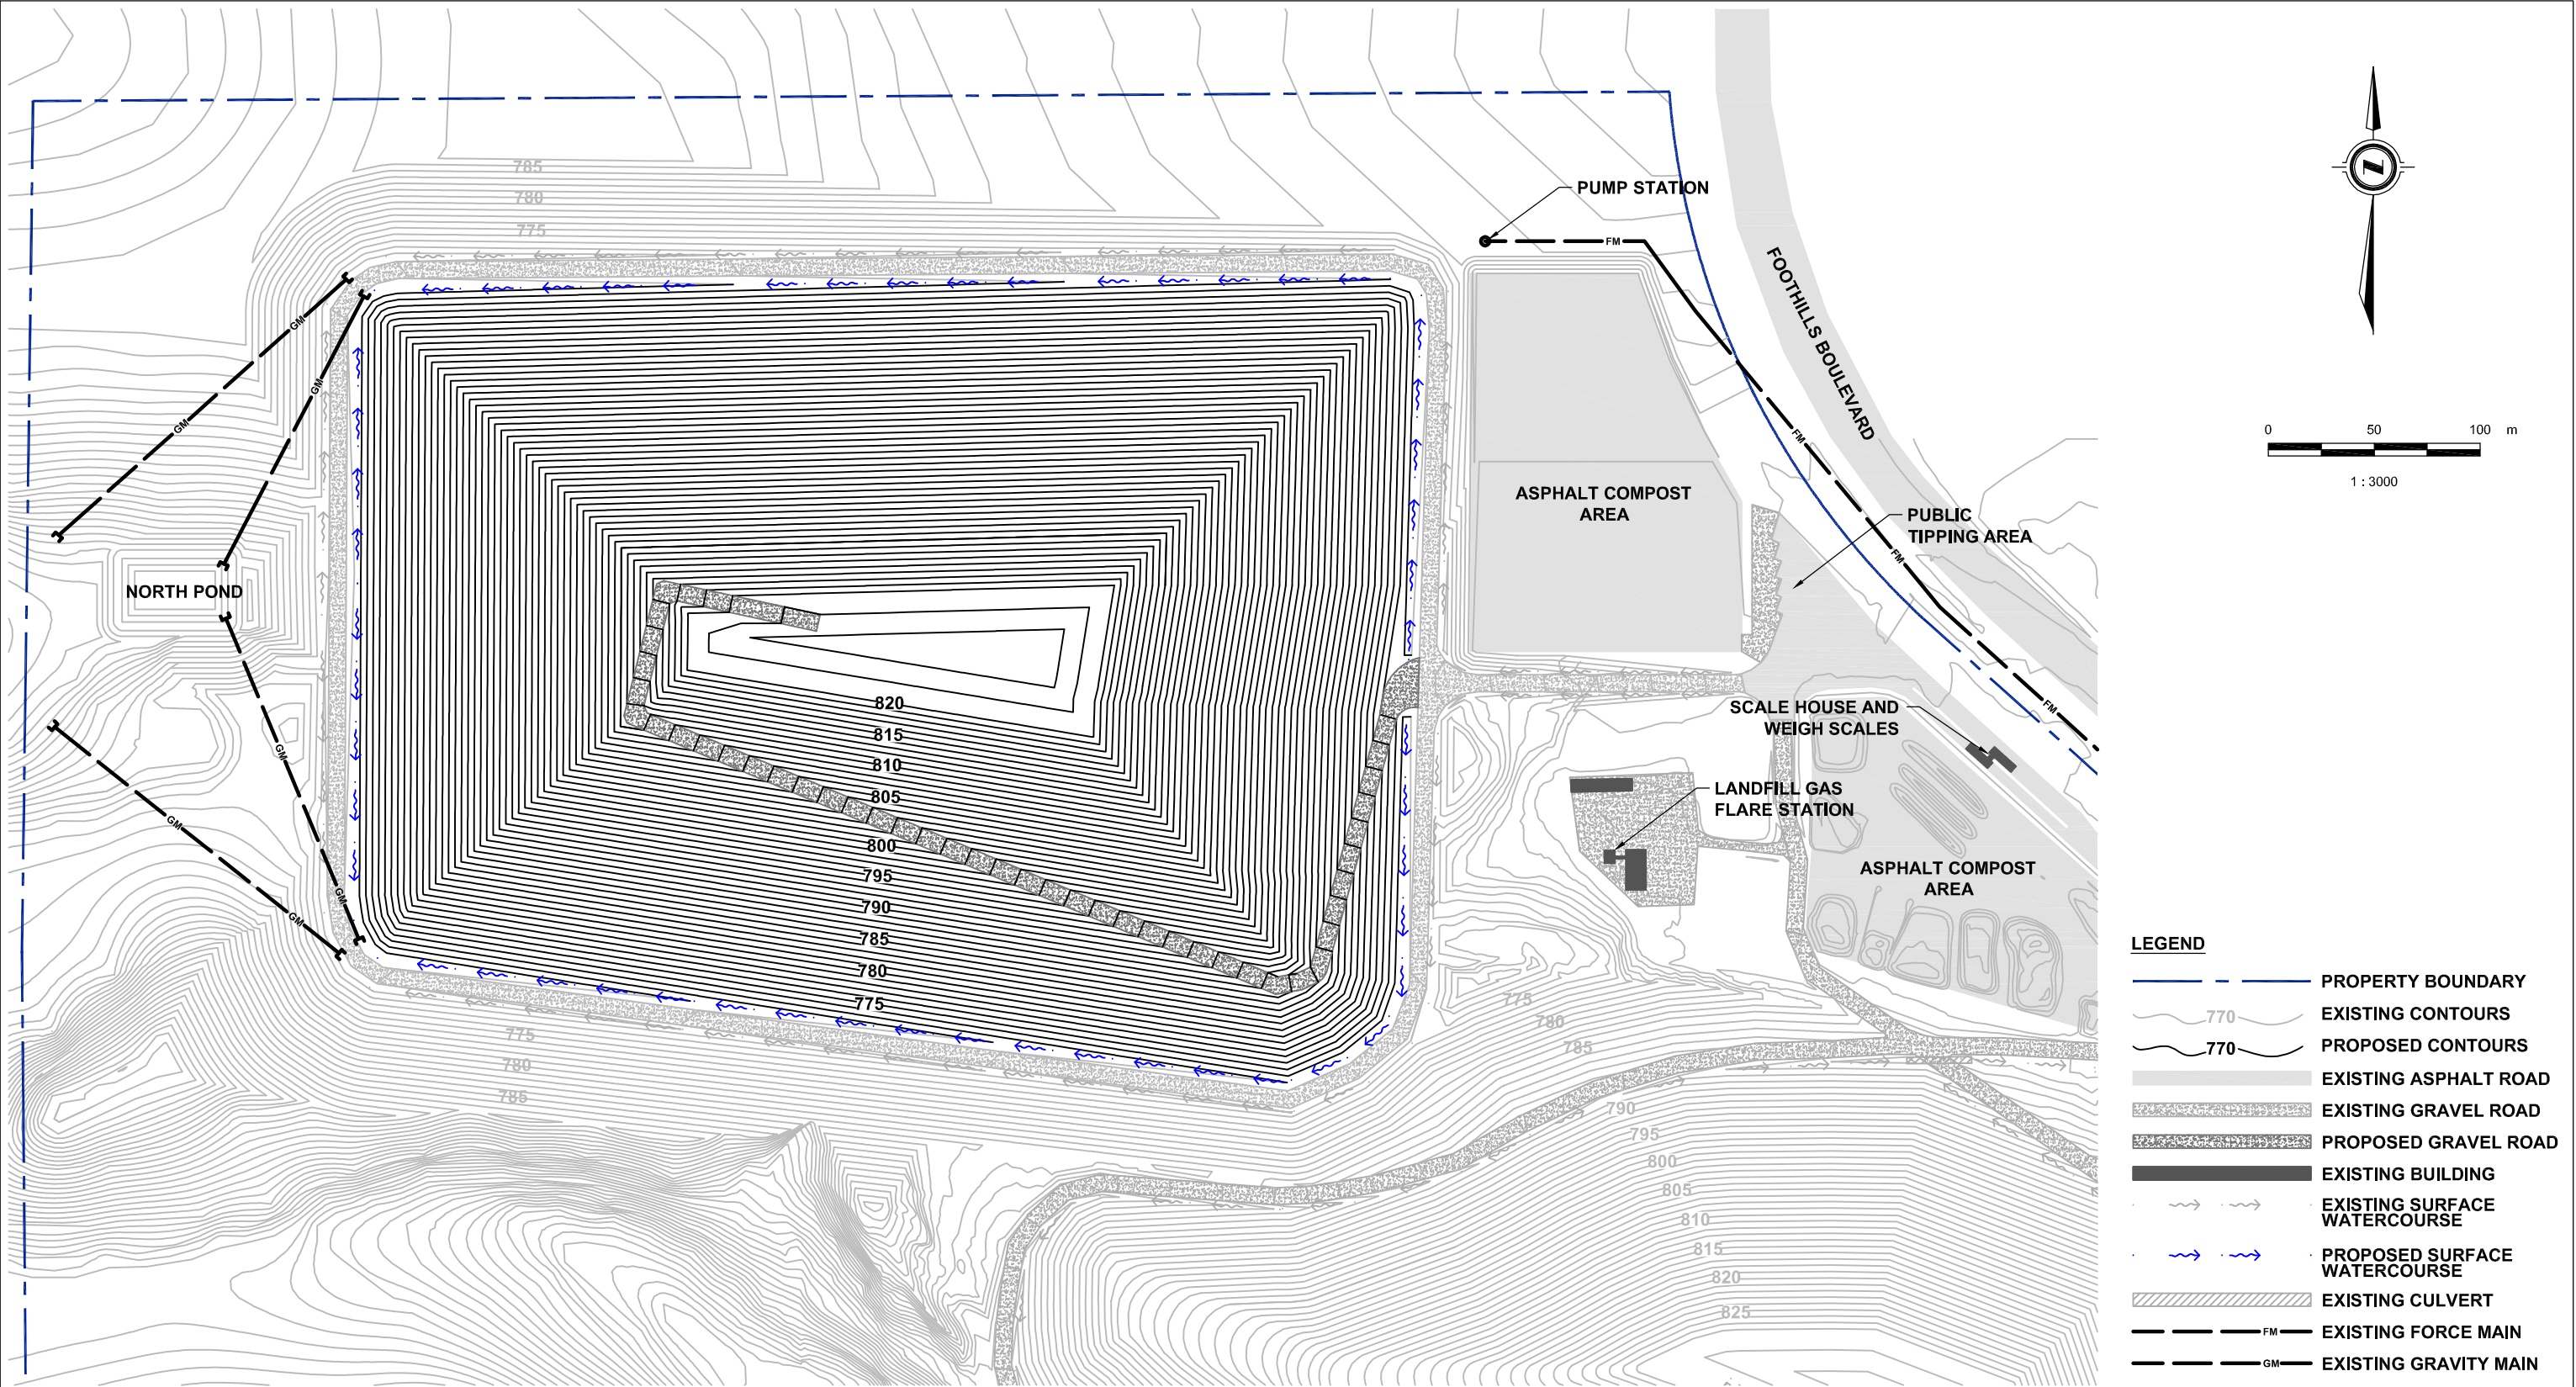 785
780
775
PUMP STATION
FM
FOOTHILLS BOULEVARD
N
0 50 100 m
1 : 3000
GM
GM
GM
FM
ASPHALT COMPOST
AREA
PUBLIC
TIPPING AREA
FM
NORTH POND
820
815
810
805
800
795
790
785
780
775
SCALE HOUSE AND
WEIGH SCALES
FM
LANDFILL GAS
FLARE STATION
ASPHALT COMPOST
AREA
GM
GM
GM
GM
775
780
785
775
780
785
790
795
800
805
810
815
820
825
LEGEND
PROPERTY BOUNDARY
770 EXISTING CONTOURS
770 PROPOSED CONTOURS
EXISTING ASPHALT ROAD
EXISTING GRAVEL ROAD
PROPOSED GRAVEL ROAD
EXISTING BUILDING
EXISTING SURFACE
WATERCOURSE
PROPOSED SURFACE
WATERCOURSE
EXISTING CULVERT
FM EXISTING FORCE MAIN
GM EXISTING GRAVITY MAIN